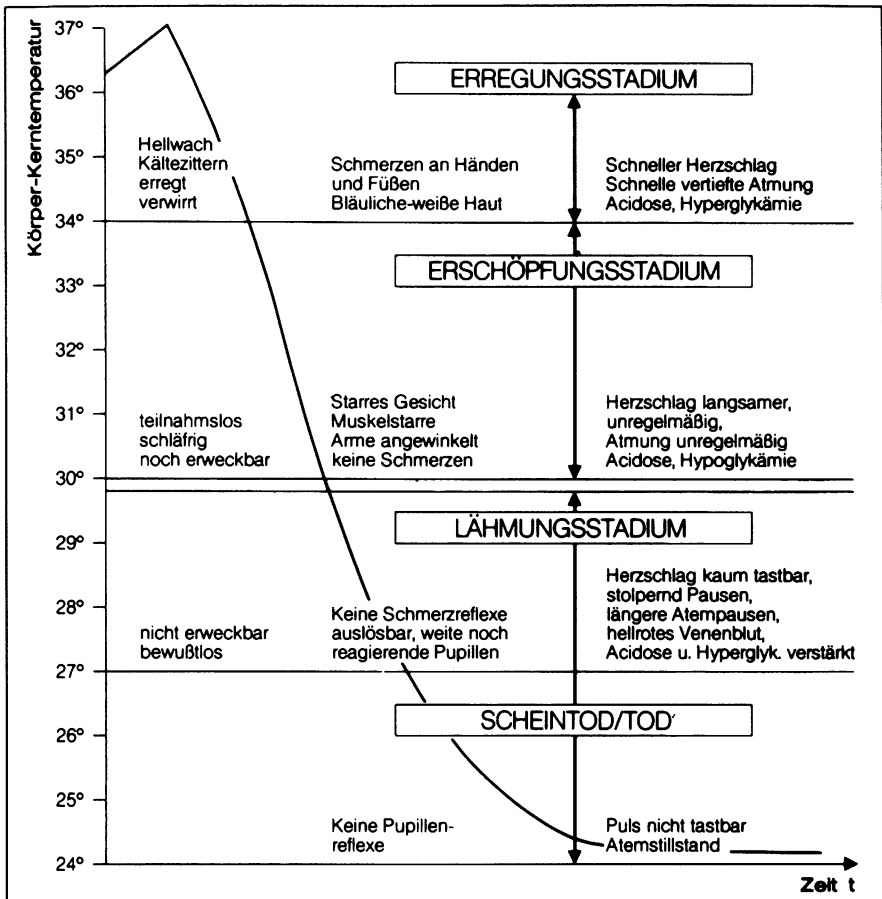 Körper-Kerntemperatur
37°
36°
35°
34°
33°
32°
31°
30°
29°
28°
27°
26°
25°
24°
ERREGUNGSSTADIUM
Hellwach
Kältezittern
erregt
verwirrt
Schmerzen an Händen
und Füßen
Bläuliche-weiße Haut
Schneller Herzschlag
Schnelle vertiefte Atmung
Acidose, Hyperglykämie
ERSCHÖPFUNGSSTADIUM
teilnahmslos
schläfrig
noch erweckbar
Starres Gesicht
Muskelstarre
Arme angewinkelt
keine Schmerzen
Herzschlag langsamer,
unregelmäßig,
Atmung unregelmäßig
Acidose, Hypoglykämie
LÄHMUNGSSTADIUM
nicht erweckbar
bewußtlos
Keine Schmerzreflexe
auslösbar, weite noch
reagierende Pupillen
Herzschlag kaum tastbar,
stolpernd Pausen,
längere Atempausen,
hellrotes Venenblut,
Acidose u. Hyperglyk. verstärkt
SCHEINTOD/TOD
Keine Pupillen-
reflexe
Puls nicht tastbar
Atemstillstand
Zeit t